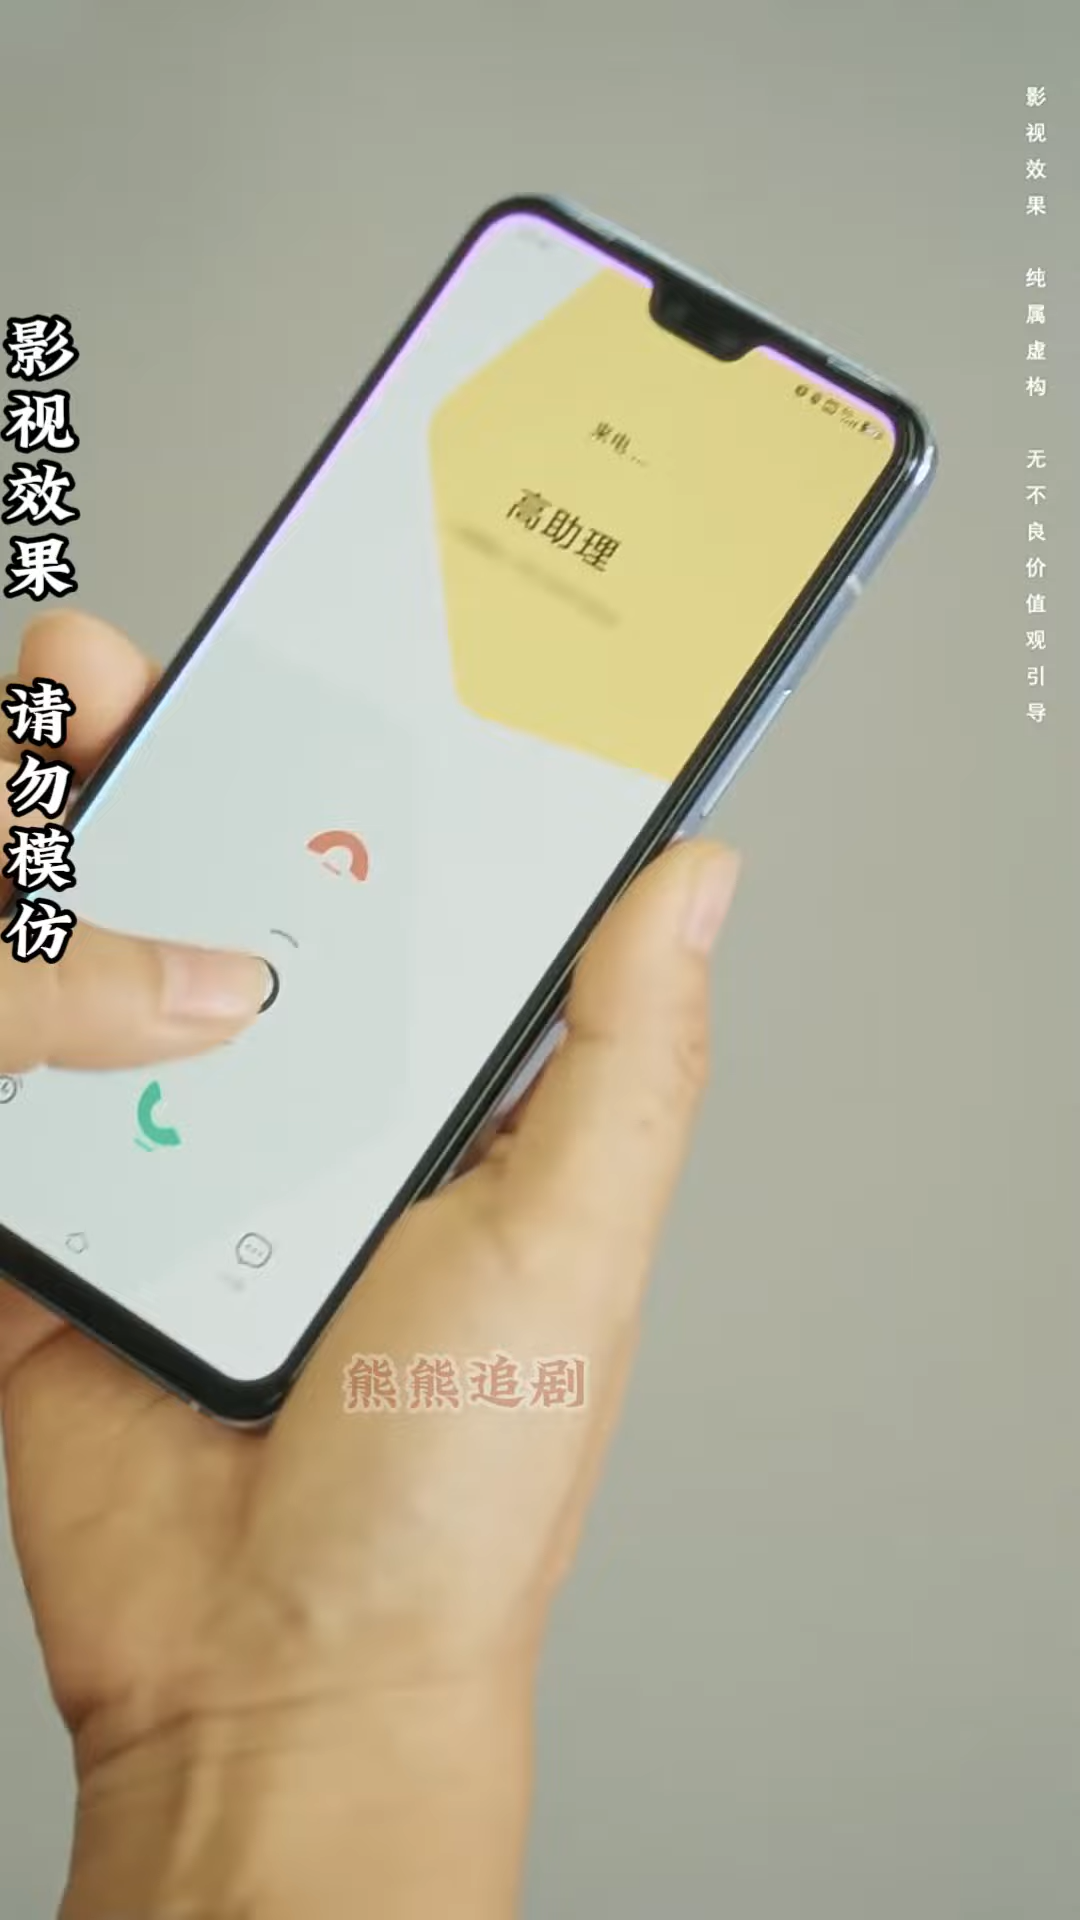 影视效果 请勿模仿
影视效果 纯属虚构 无不良价值观引导
来电...
高助理
熊熊追剧